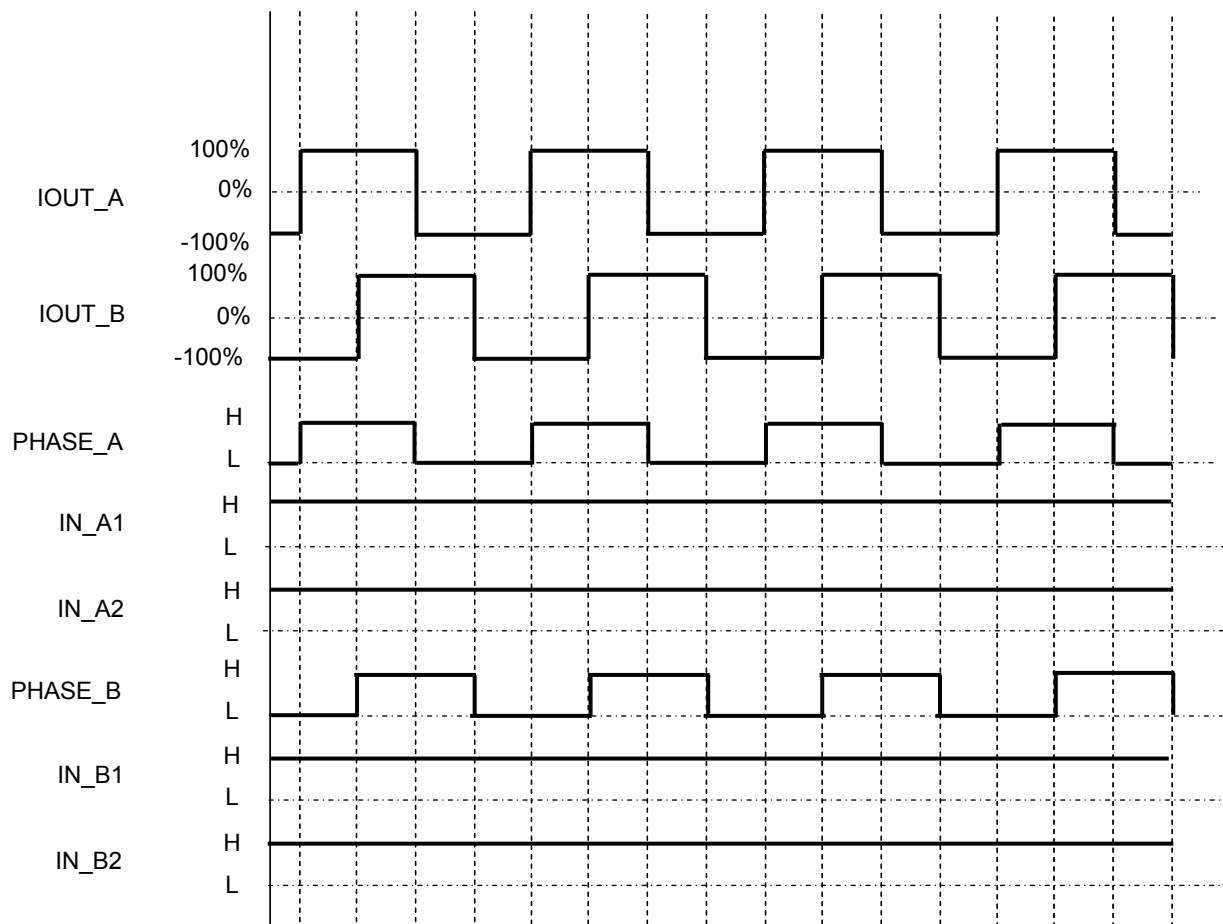 100%
IOUT_A
0%
-100%
100%
IOUT_B
0%
-100%
H
PHASE_A
L
H
IN_A1
L
H
IN_A2
L
H
PHASE_B
L
H
IN_B1
L
H
IN_B2
L